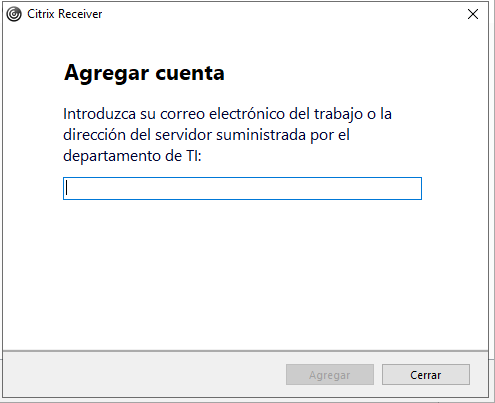 Citrix Receiver
Agregar cuenta
Introduzca su correo electrónico del trabajo o la
dirección del servidor suministrada por el
departamento de TI:
Agregar
Cerrar